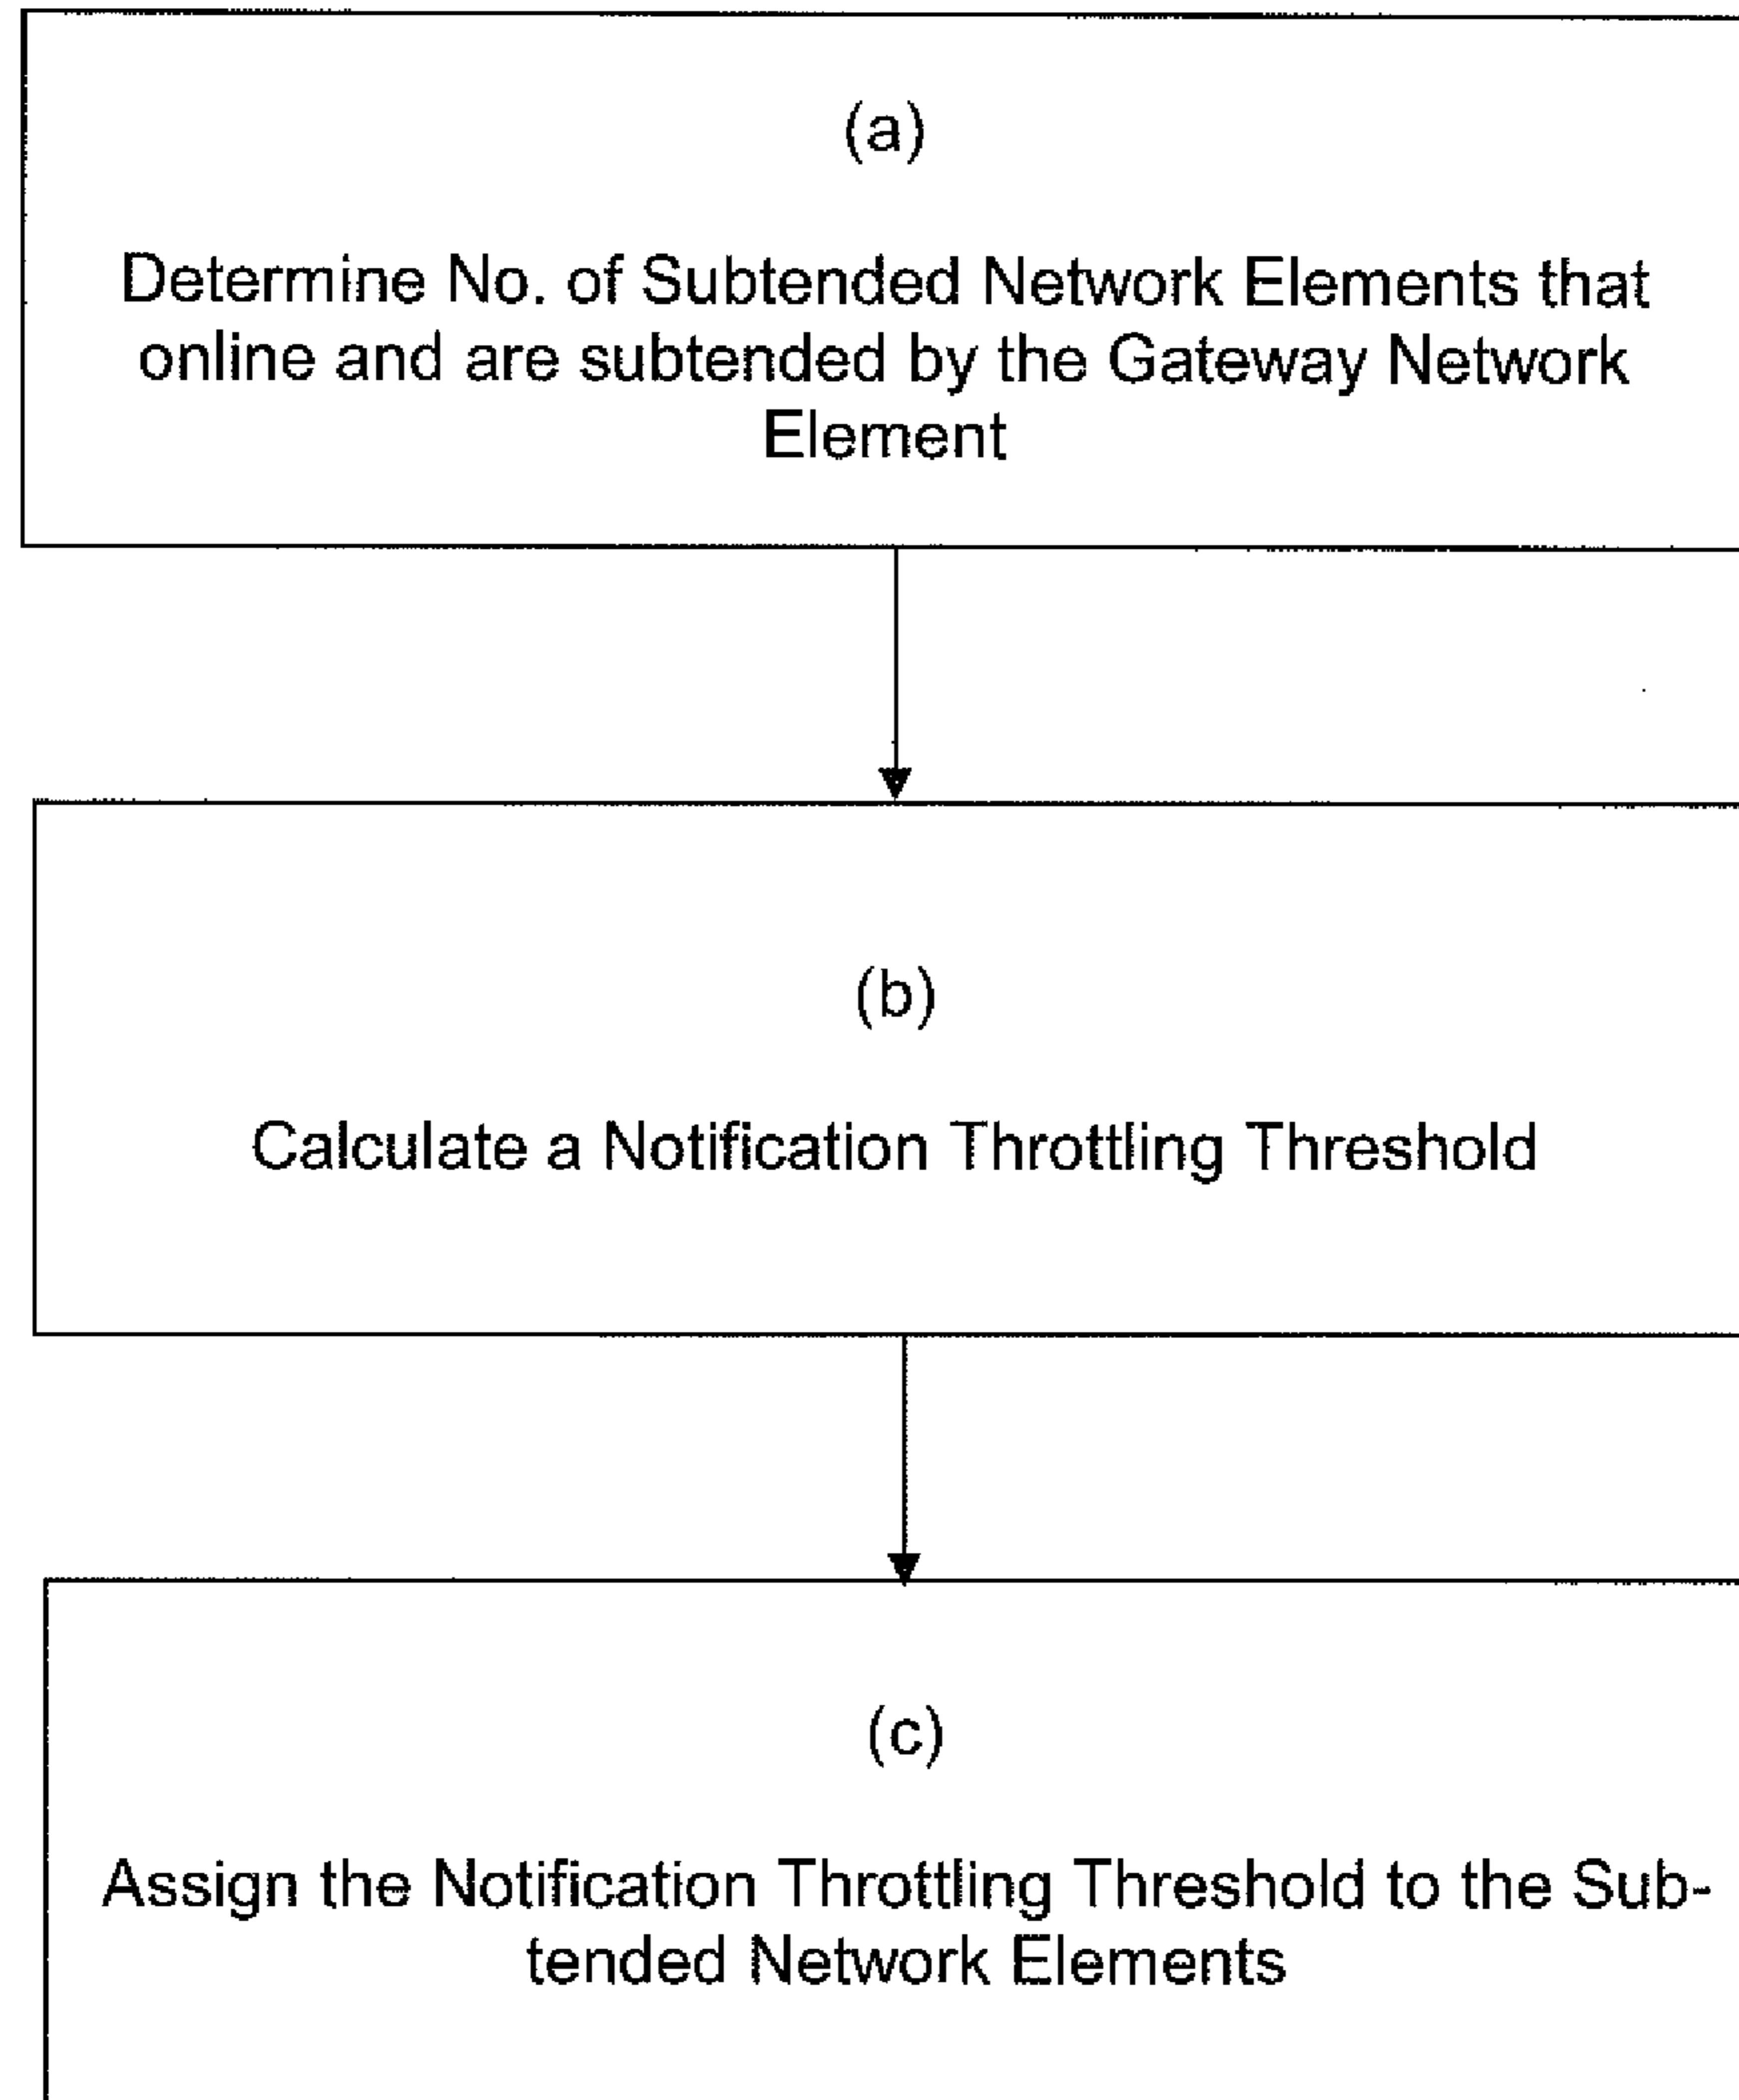 (a)
Determine No. of Subtended Network Elements that
online and are subtended by the Gateway Network
Element
(b)
Calculate a Notification Throttling Threshold
(c)
Assign the Notification Throttling Threshold to the Sub-
tended Network Elements